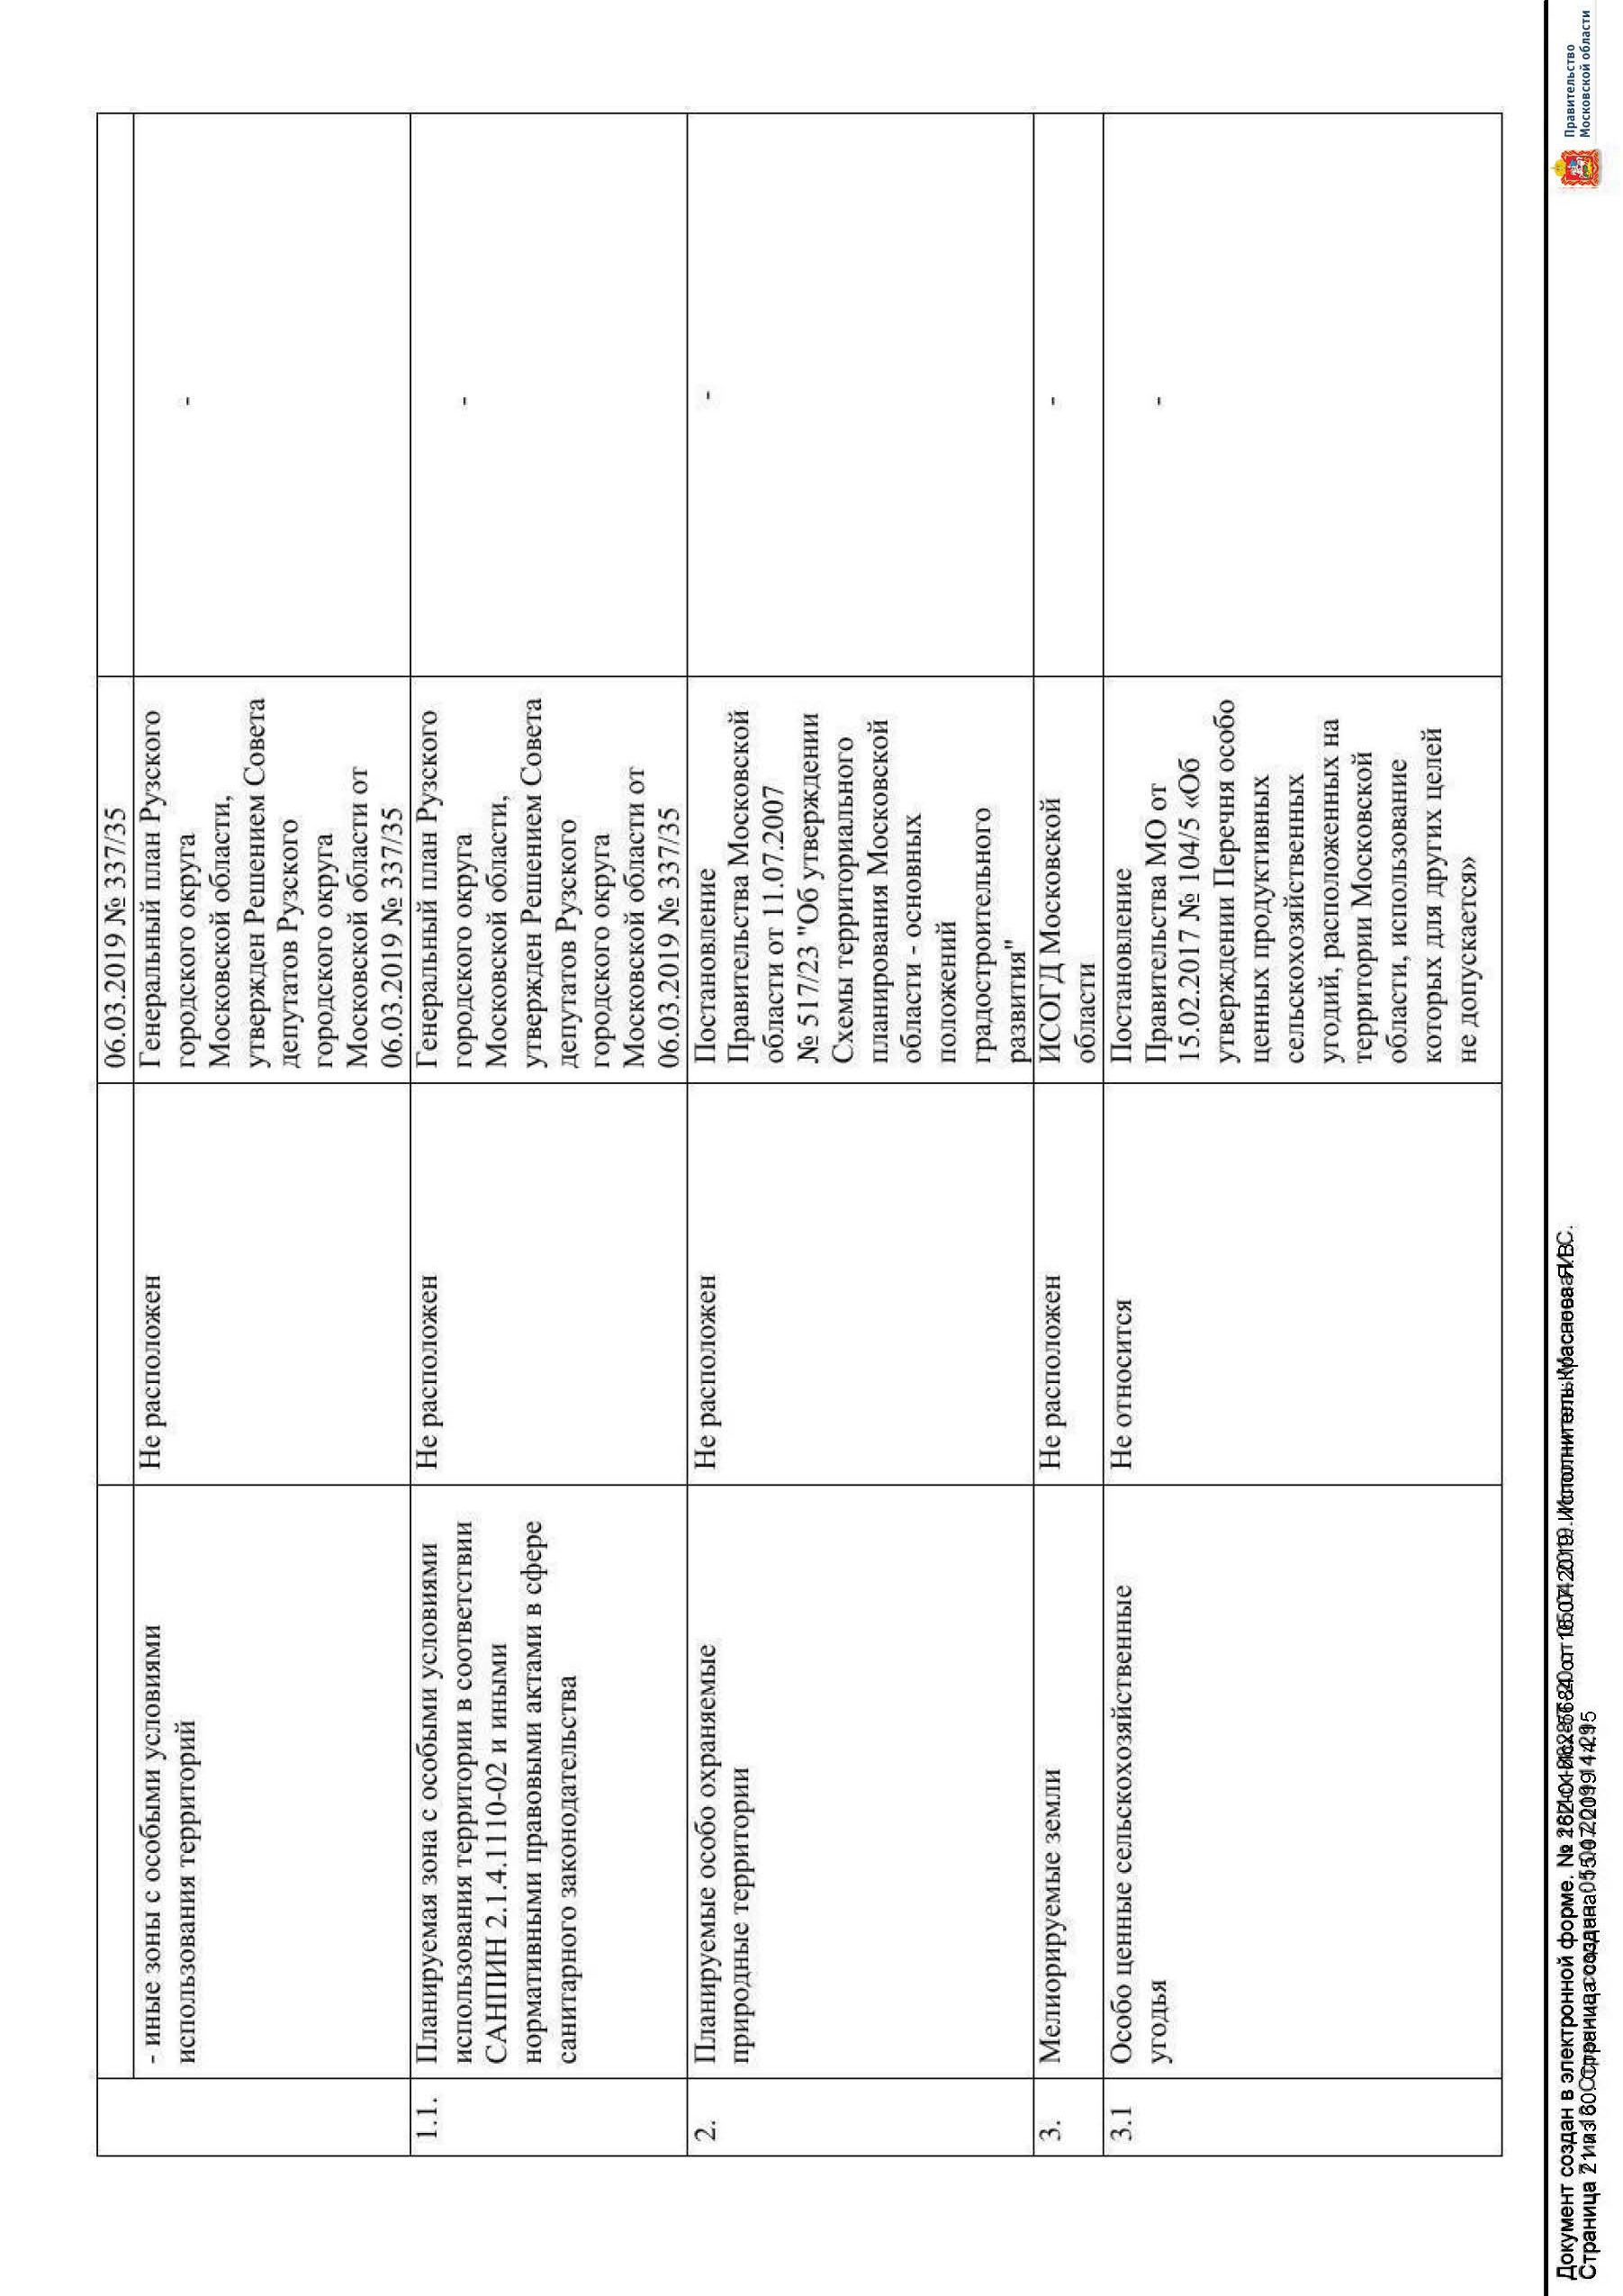 06.03.2019 № 337/35
- иные зоны с особыми условиями
использования территорий
Не расположен
Генеральный план Рузского
городского округа
Московской области,
утвержден Решением Совета
депутатов Рузского
городского округа
Московской области от
06.03.2019 № 337/35
-
1.1.
Планируемая зона с особыми условиями
использования территории в соответствии
САНПИН 2.1.4.1110-02 и иными
нормативными правовыми актами в сфере
санитарного законодательства
Не расположен
Генеральный план Рузского
городского округа
Московской области,
утвержден Решением Совета
депутатов Рузского
городского округа
Московской области от
06.03.2019 № 337/35
-
2.
Планируемые особо охраняемые
природные территории
Не расположен
Постановление
Правительства Московской
области от 11.07.2007
№ 517/23 "Об утверждении
Схемы территориального
планирования Московской
области - основных
положений
градостроительного
развития"
-
3.
Мелиорируемые земли
Не расположен
ИСОГД Московской
области
-
3.1
Особо ценные сельскохозяйственные
угодья
Не относится
Постановление
Правительства МО от
15.02.2017 № 104/5 «Об
утверждении Перечня особо
ценных продуктивных
сельскохозяйственных
угодий, расположенных на
территории Московской
области, использование
которых для других целей
не допускается»
-
Документ создан в электронной форме. №
Страница
Правительство
Московской области